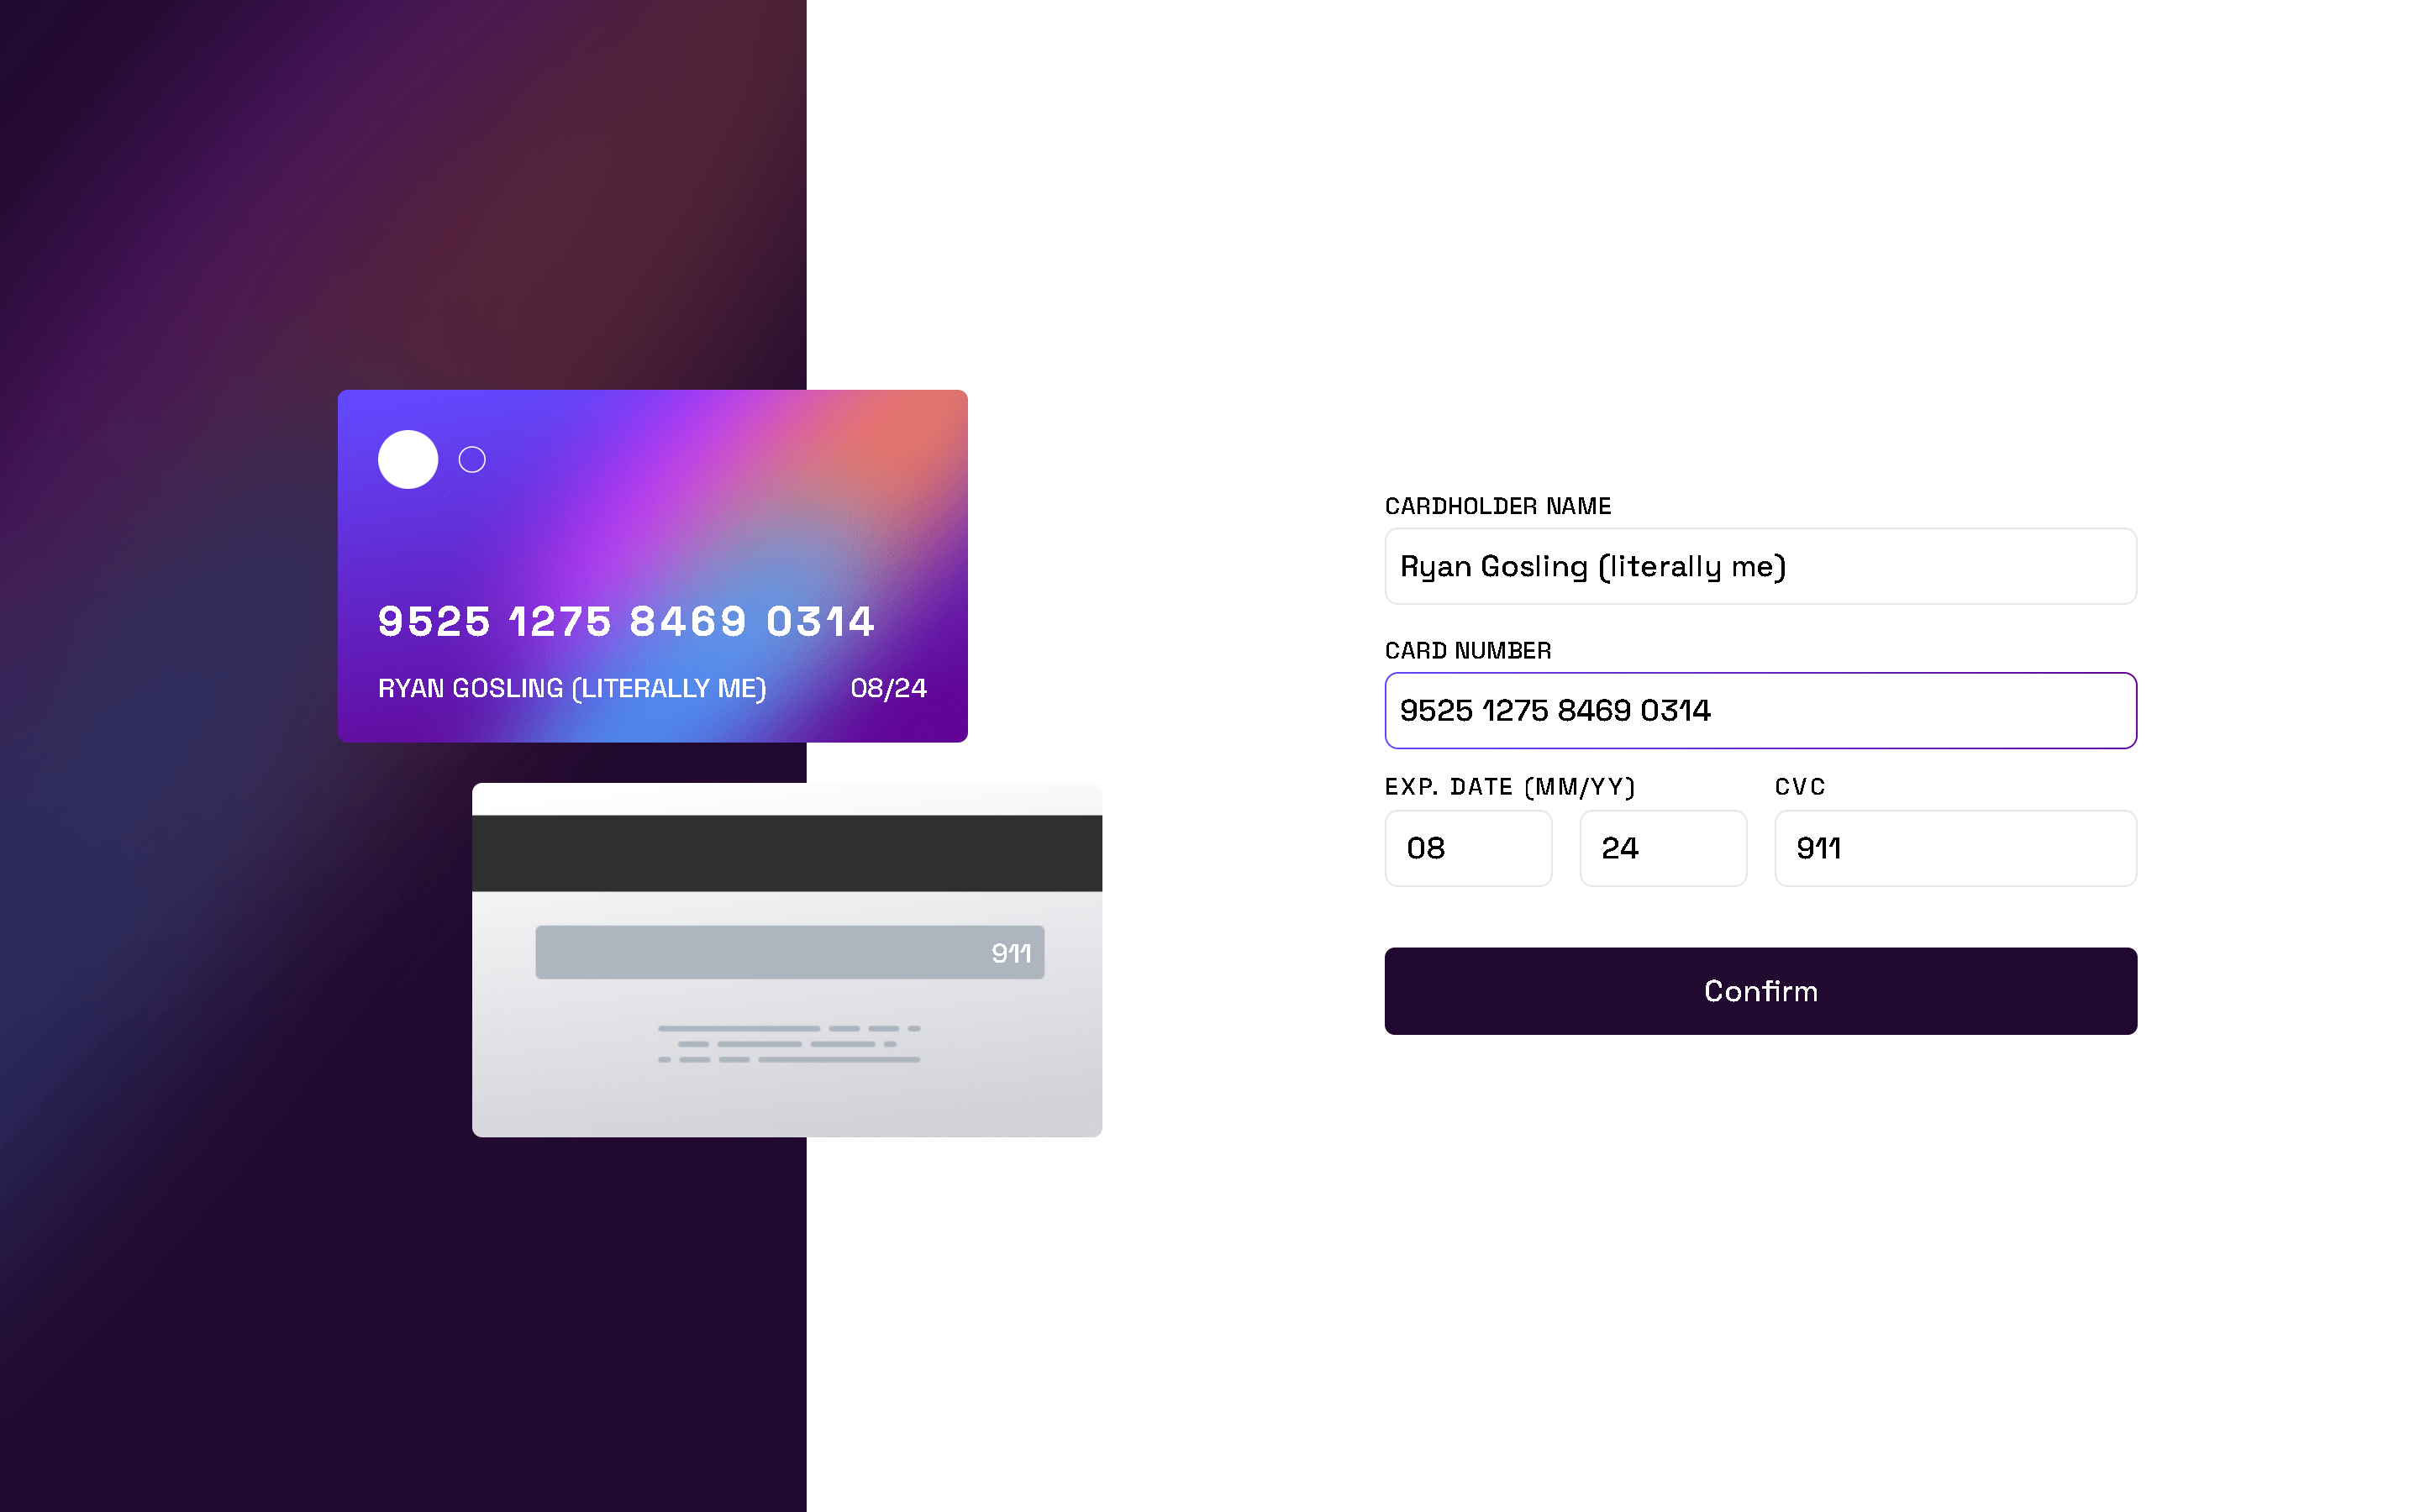 9525 1275 8469 0314
RYAN GOSLING (LITERALLY ME) 08/24
911
CARDHOLDER NAME
Ryan Gosling (literally me)
CARD NUMBER
9525 1275 8469 0314
EXP. DATE (MM/YY) CVC
08 24 911
Confirm